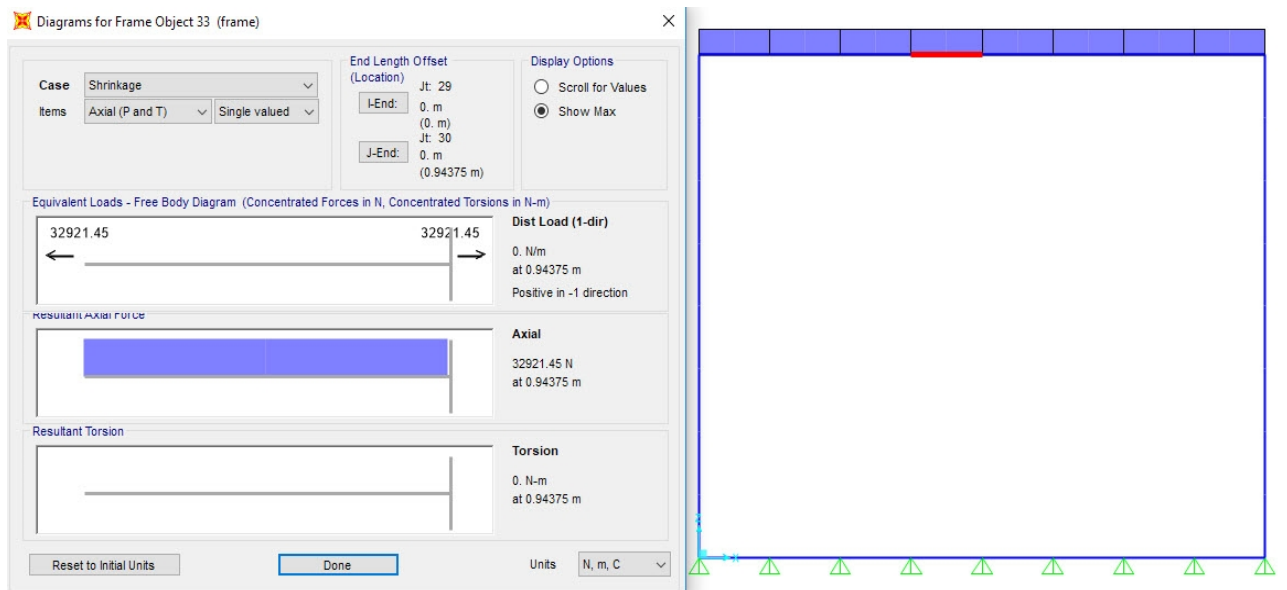 Diagrams for Frame Object 33 (frame)
Case Shrinkage
Items Axial (P and T) Single valued
End Length Offset
(Location)
Jt: 29
I-End: 0. m
(0. m)
Jt: 30
J-End: 0. m
(0.94375 m)
Display Options
Scroll for Values
Show Max
Equivalent Loads - Free Body Diagram (Concentrated Forces in N, Concentrated Torsions in N-m)
32921.45 32921.45
Dist Load (1-dir)
0. N/m
at 0.94375 m
Positive in -1 direction
Resultant Axial Force
Axial
32921.45 N
at 0.94375 m
Resultant Torsion
Torsion
0. N-m
at 0.94375 m
Reset to Initial Units Done Units N, m, C